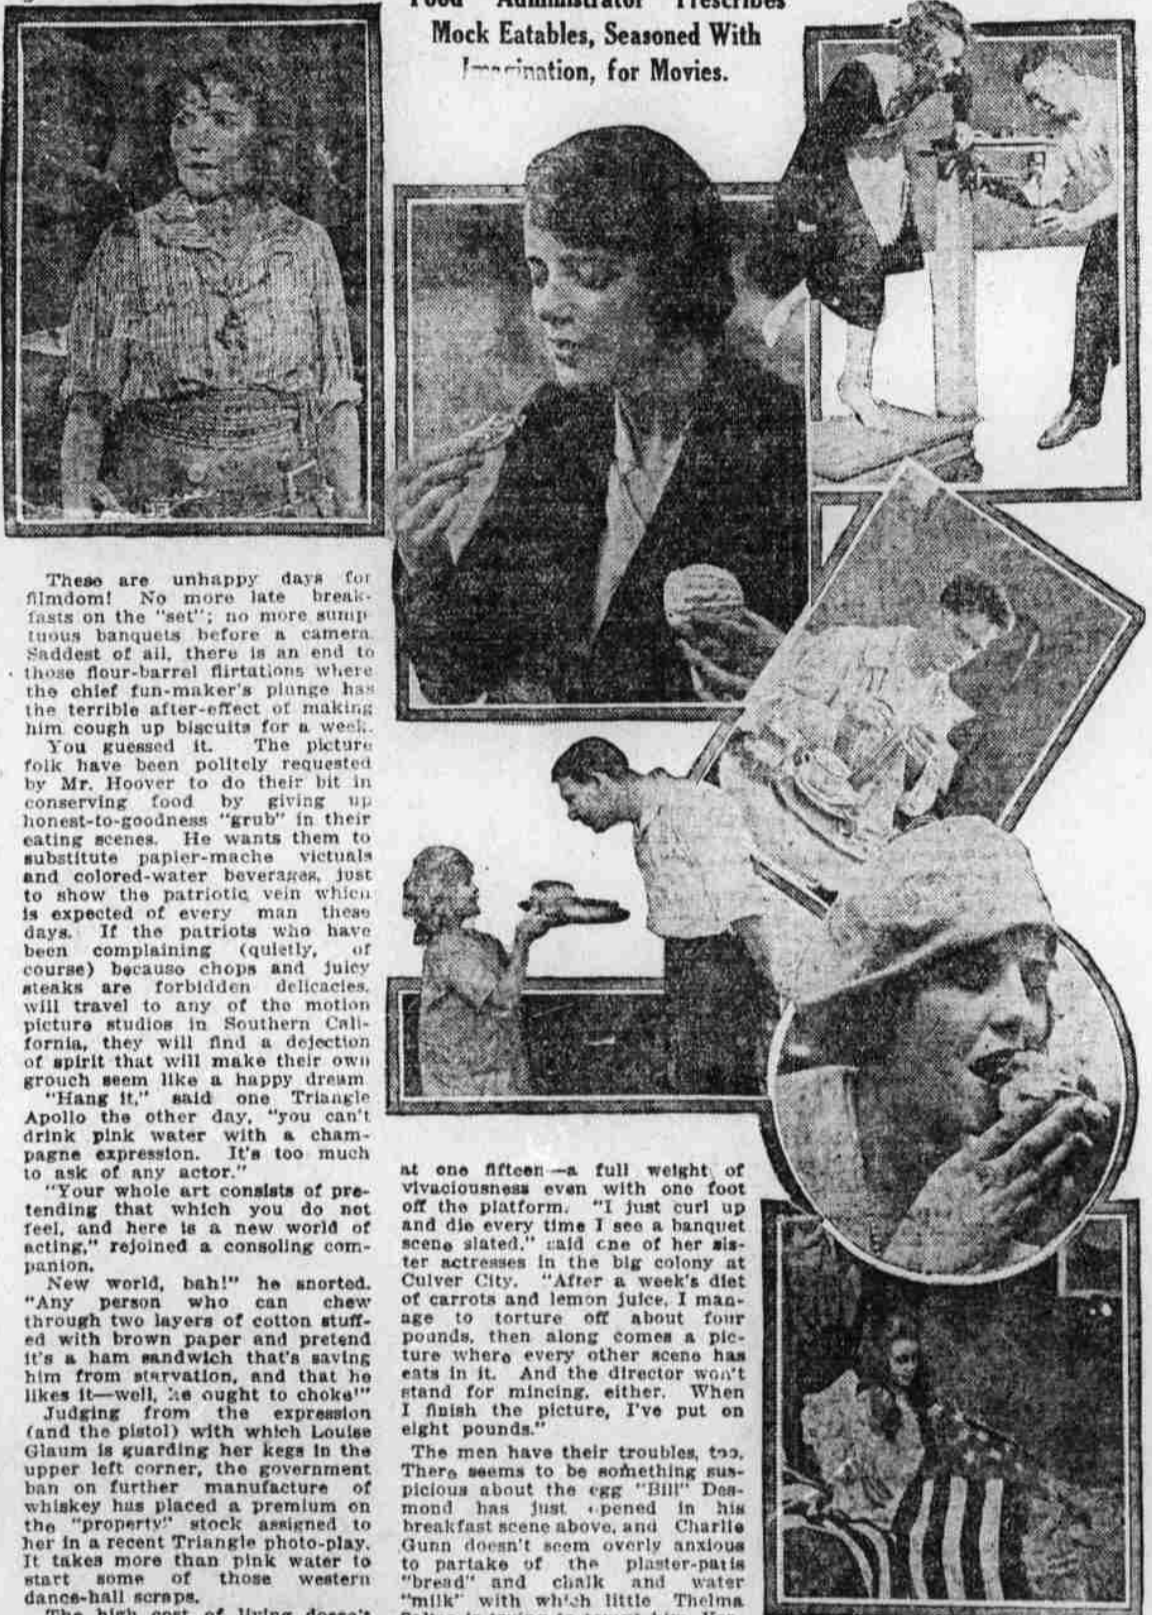 Food Administrator Prescribes
Mock Eatables, Seasoned With
Imagination, for Movies.
These are unhappy days for
filmdom! No more late break-
fasts on the "set"; no more sump
tuous banquets before a camera.
Saddest of all, there is an end to
those flour-barrel flirtations where
the chief fun-maker's plunge has
the terrible after-effect of making
him cough up biscuits for a week.
You guessed it. The picture
folk have been politely requested
by Mr. Hoover to do their bit in
conserving food by giving up
honest-to-goodness "grub" in their
eating scenes. He wants them to
substitute papier-mache victuals
and colored-water beverages, just
to show the patriotic vein which
is expected of every man these
days. If the patriots who have
been complaining (quietly, of
course) because chops and juicy
steaks are forbidden delicacies,
will travel to any of the motion
picture studios in Southern Cali-
fornia, they will find a dejection
of spirit that will make their own
grouch seem like a happy dream
"Hang it," said one Triangle
Apollo the other day, "you can't
drink pink water with a cham-
pagne expression. It's too much
to ask of any actor."
"Your whole art consists of pre-
tending that which you do not
feel, and here is a new world of
acting," rejoined a consoling com-
panion.
New world, bah!" he snorted.
"Any person who can chew
through two layers of cotton stuff-
ed with brown paper and pretend
it's a ham sandwich that's saving
him from starvation, and that he
likes it—well, he ought to choke!"
Judging from the expression
(and the pistol) with which Louise
Glaum is guarding her kegs in the
upper left corner, the government
ban on further manufacture of
whiskey has placed a premium on
the "property" stock assigned to
her in a recent Triangle photo-play.
It takes more than pink water to
start some of those western
dance-hall scraps.
The high cost of living doesn't
at one fifteen—a full weight of
vivaciousness even with one foot
off the platform. "I just curl up
and die every time I see a banquet
scene slated," said one of her sis-
ter actresses in the big colony at
Culver City. "After a week's diet
of carrots and lemon juice, I man-
age to torture off about four
pounds, then along comes a pic-
ture where every other scene has
eats in it. And the director won't
stand for mincing, either. When
I finish the picture, I've put on
eight pounds."
The men have their troubles, too.
There seems to be something sus-
picious about the egg "Bill" Des-
mond has just opened in his
breakfast scene above, and Charlie
Gunn doesn't seem overly anxious
to partake of the plaster-paris
"bread" and chalk and water
"milk" with which little Thelma